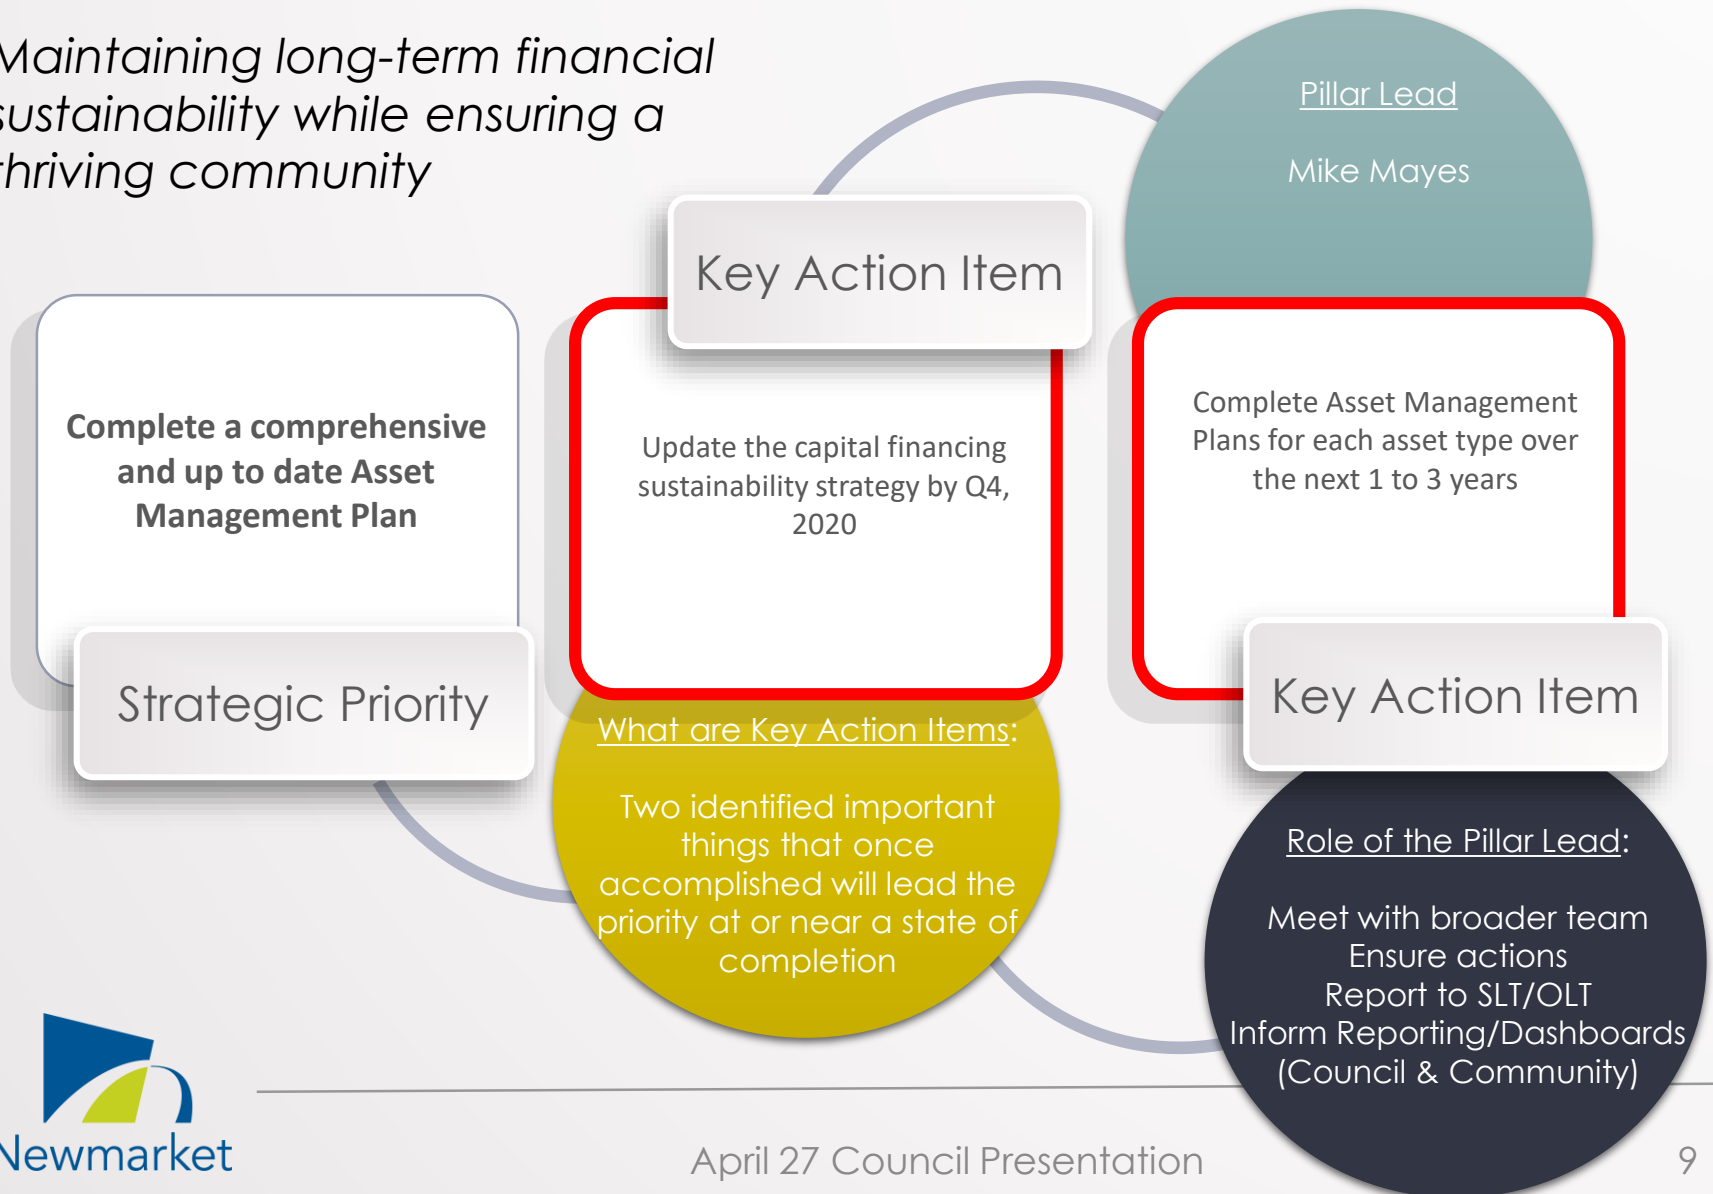 Maintaining long-term financial
sustainability while ensuring a
thriving community
Pillar Lead
Mike Mayes
Key Action Item
Complete a comprehensive
and up to date Asset
Management Plan
Strategic Priority
Update the capital financing
sustainability strategy by Q4,
2020
Complete Asset Management
Plans for each asset type over
the next 1 to 3 years
Key Action Item
What are Key Action Items:
Two identified important
things that once
accomplished will lead the
priority at or near a state of
completion
Role of the Pillar Lead:
Meet with broader team
Ensure actions
Report to SLT/OLT
Inform Reporting/Dashboards
(Council & Community)
Newmarket
April 27 Council Presentation
9